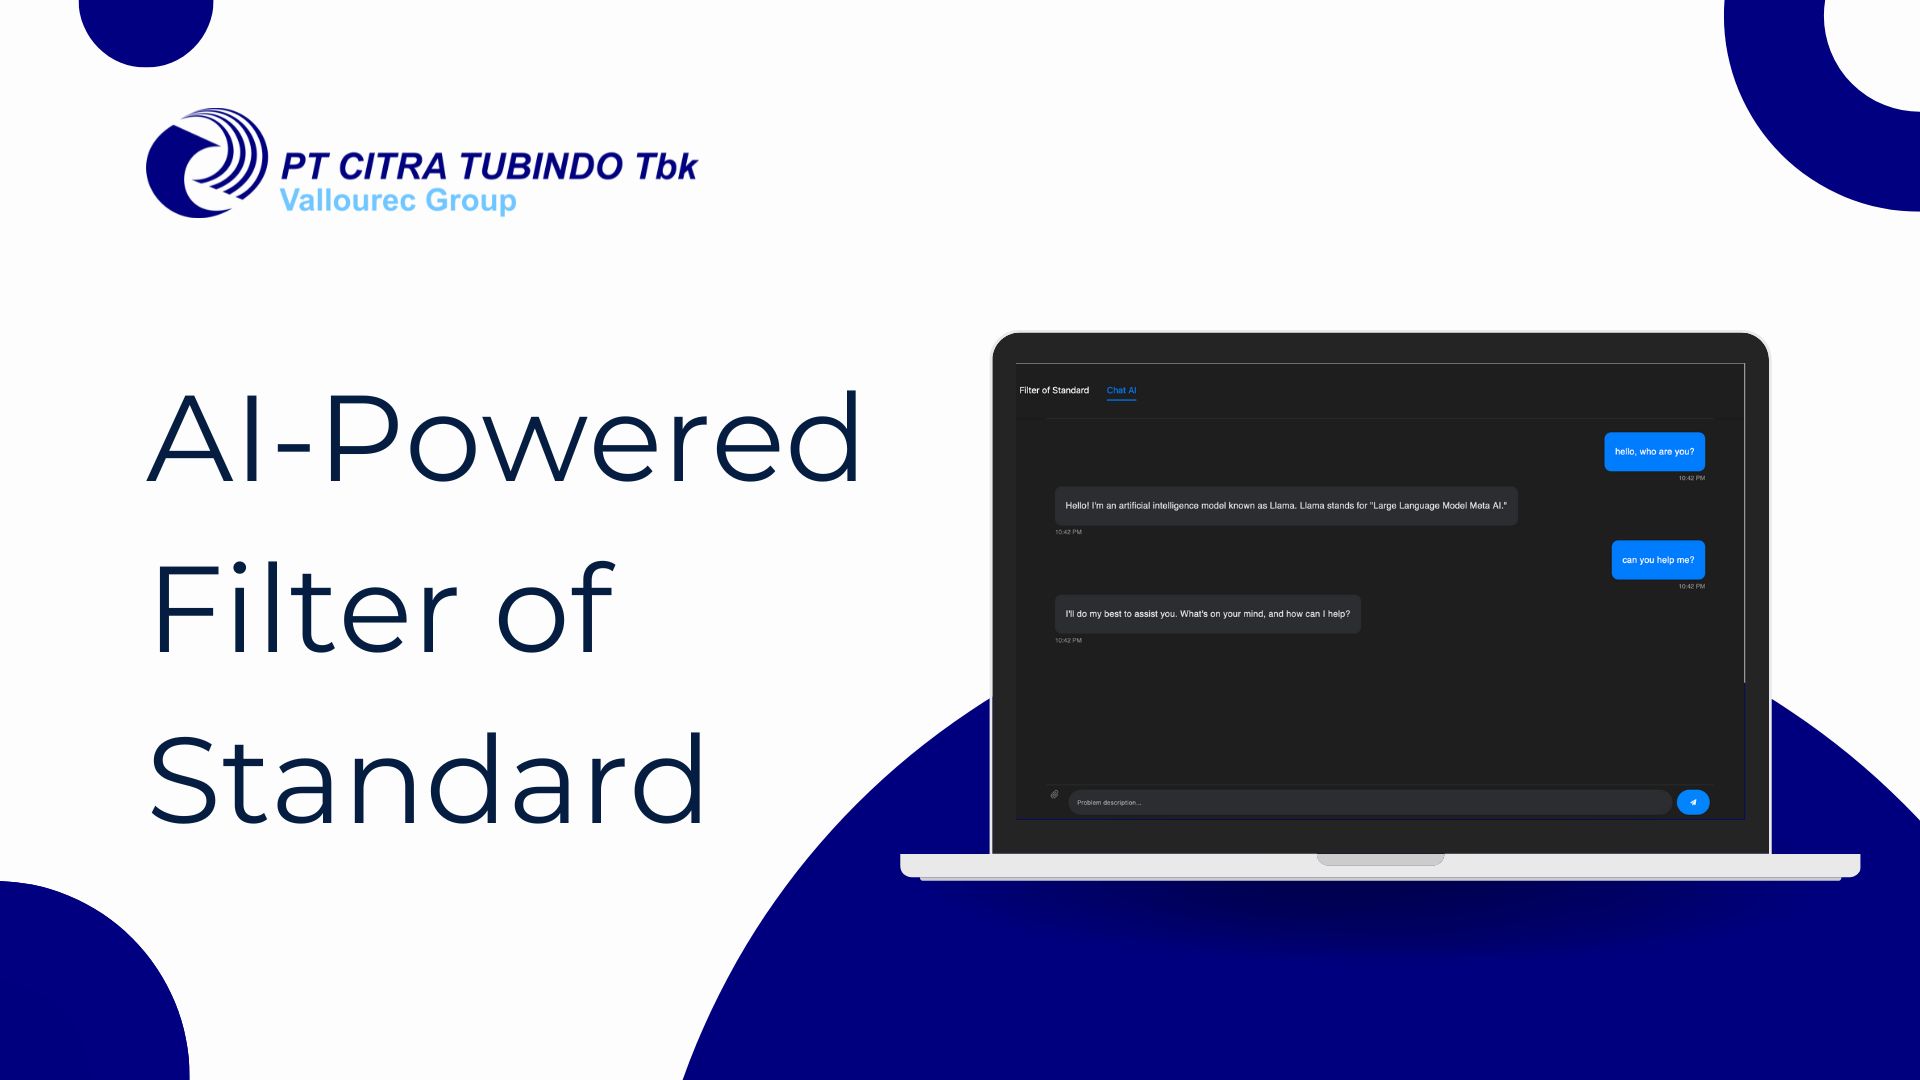 PT CITRA TUBINDO Tbk
Vallourec Group
AI-Powered
Filter of
Standard
Filter of Standard
Chat AI
hello, who are you?
10:42 PM
Hello! I'm an artificial intelligence model known as Llama. Llama stands for "Large Language Model Meta AI."
10:42 PM
can you help me?
10:42 PM
I'll do my best to assist you. What's on your mind, and how can I help?
10:42 PM
Problem description...